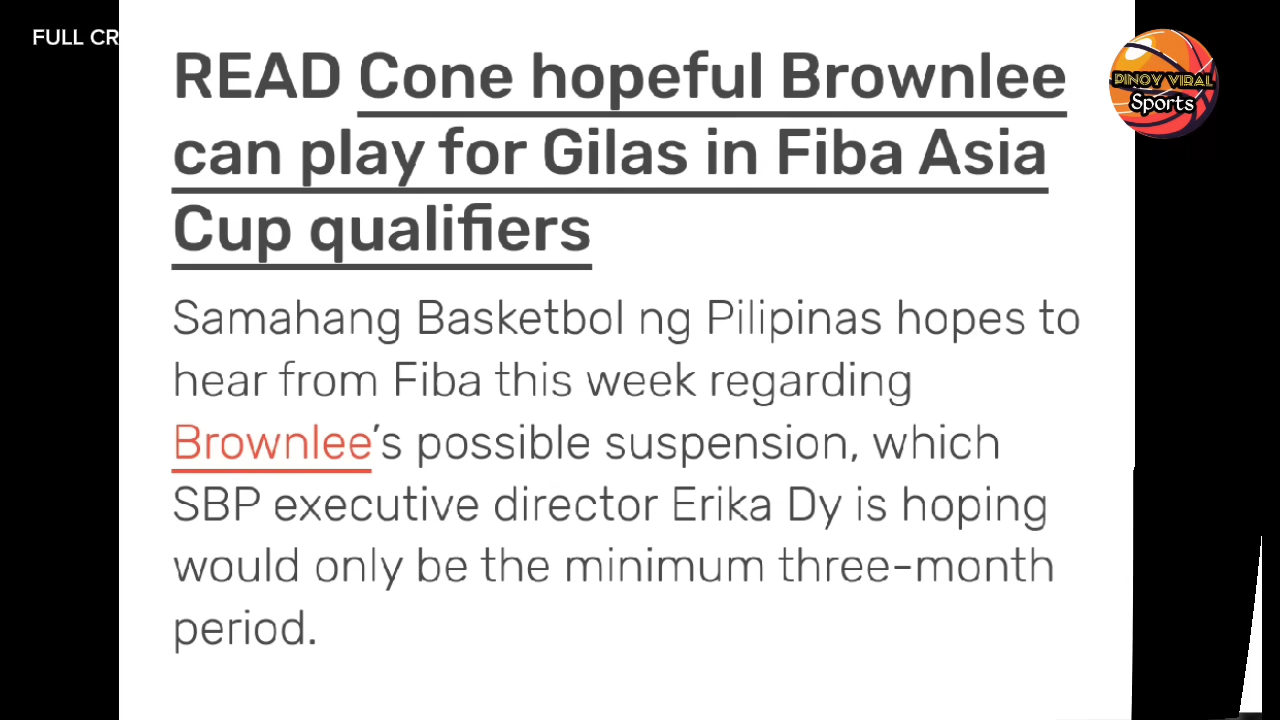 FULL CR
READ Cone hopeful Brownlee
can play for Gilas in Fiba Asia
Cup qualifiers
Samahang Basketbol ng Pilipinas hopes to
hear from Fiba this week regarding
Brownlee's possible suspension, which
SBP executive director Erika Dy is hoping
would only be the minimum three-month
period.
PINOY VIRAL
Sports